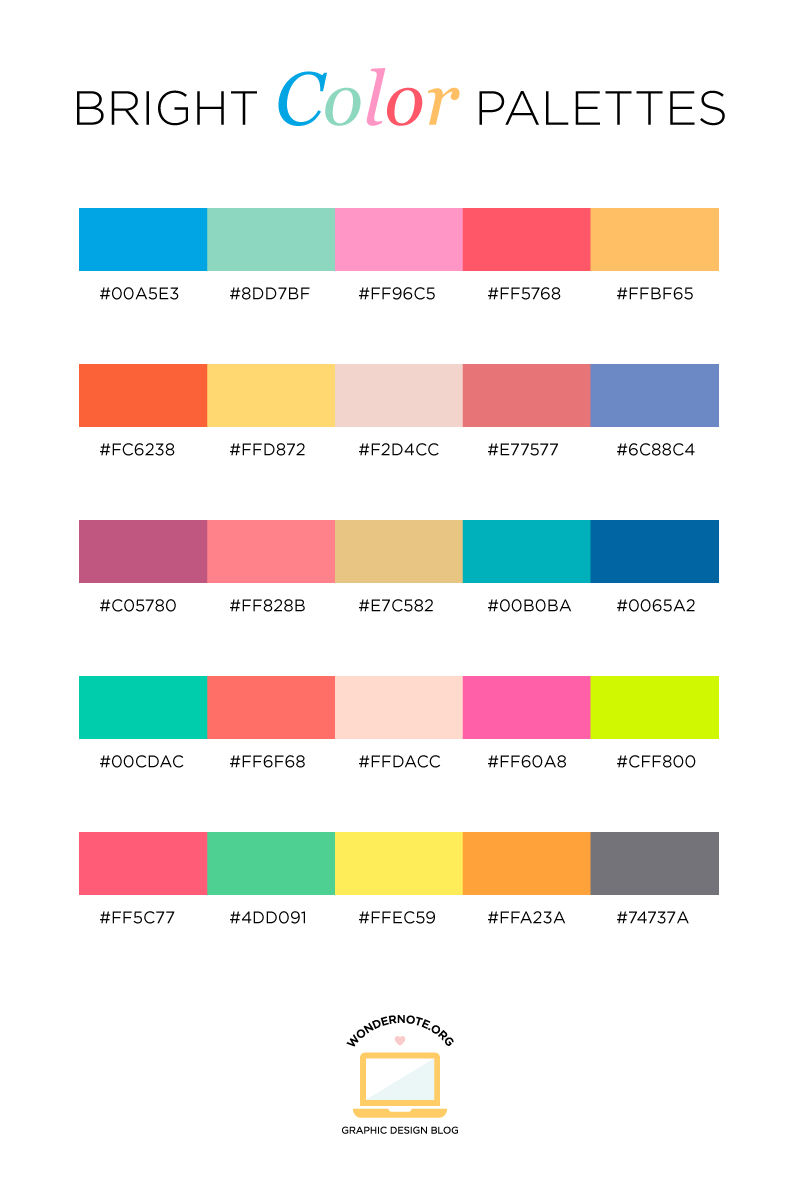 BRIGHT Color PALETTES
#00A5E3 #8DD7BF #FF96C5 #FF5768 #FFBF65
#FC6238 #FFD872 #F2D4CC #E77577 #6C88C4
#C05780 #FF828B #E7C582 #00B0BA #0065A2
#00CDAC #FF6F68 #FFDACC #FF60A8 #CFF800
#FF5C77 #4DD091 #FFEC59 #FFA23A #74737A
WONDERNOTE.ORG
GRAPHIC DESIGN BLOG